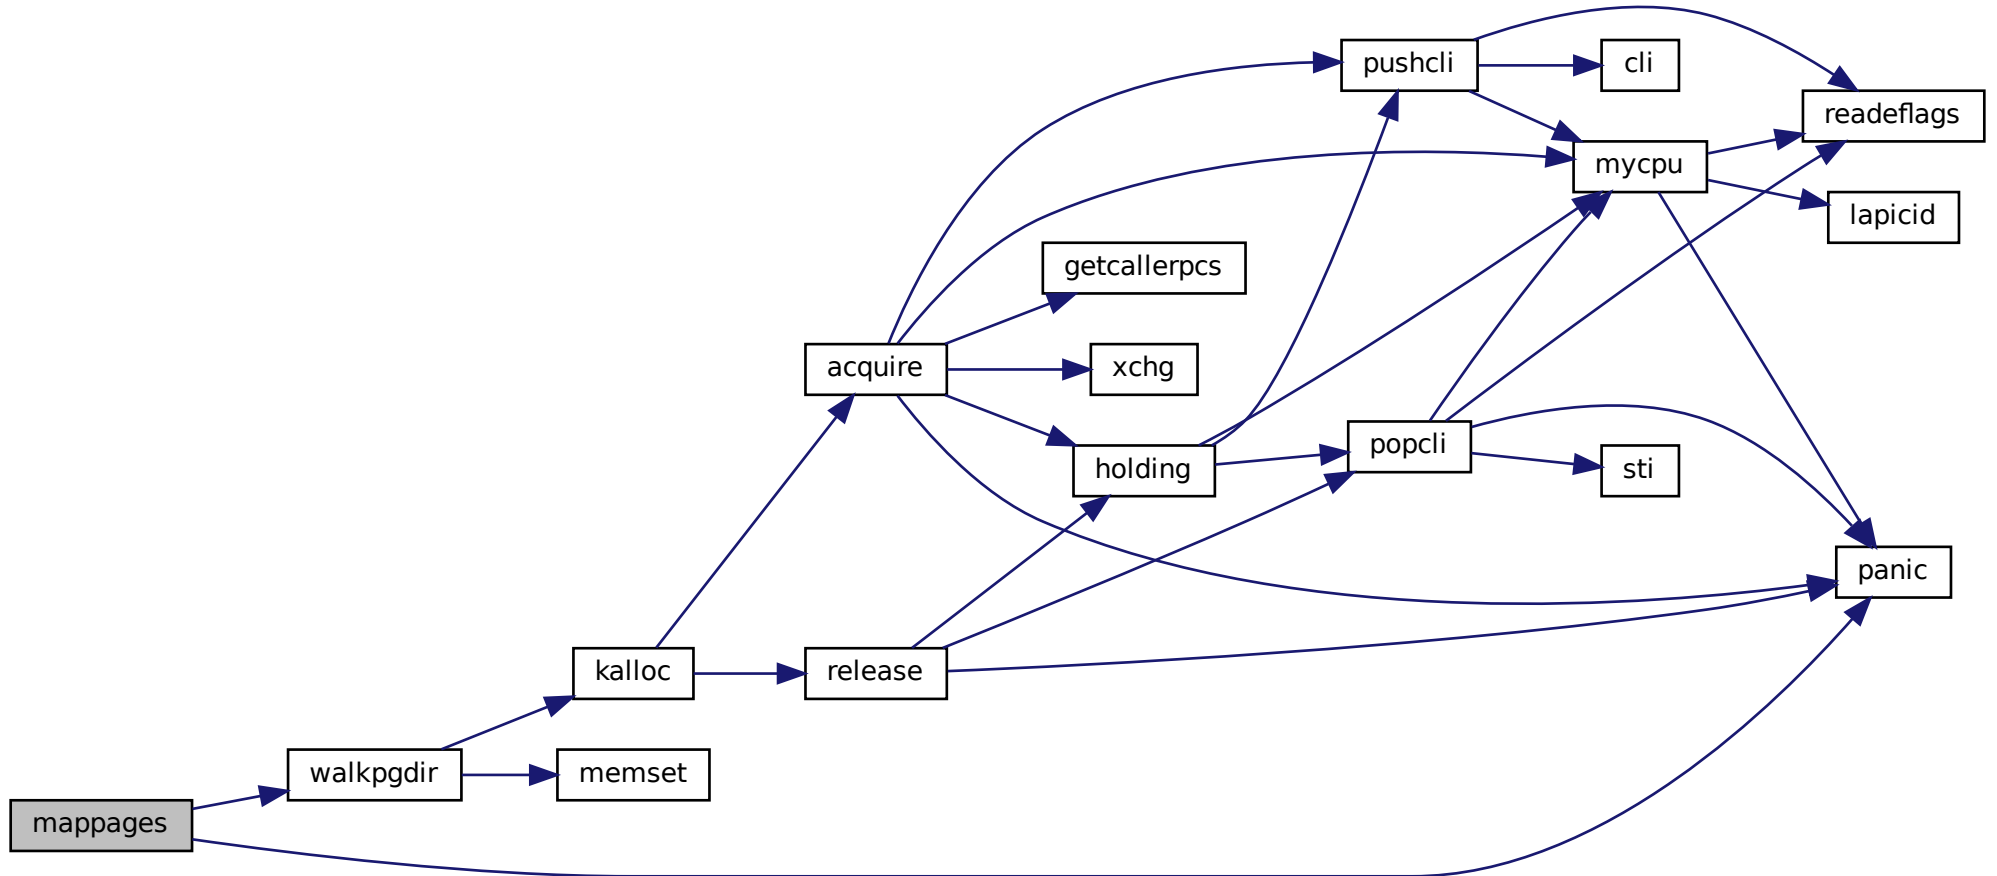 pushcli
cli
readeflags
mycpu
lapicid
getcallerpcs
acquire
xchg
holding
popcli
sti
panic
kalloc
release
walkpgdir
memset
mappages